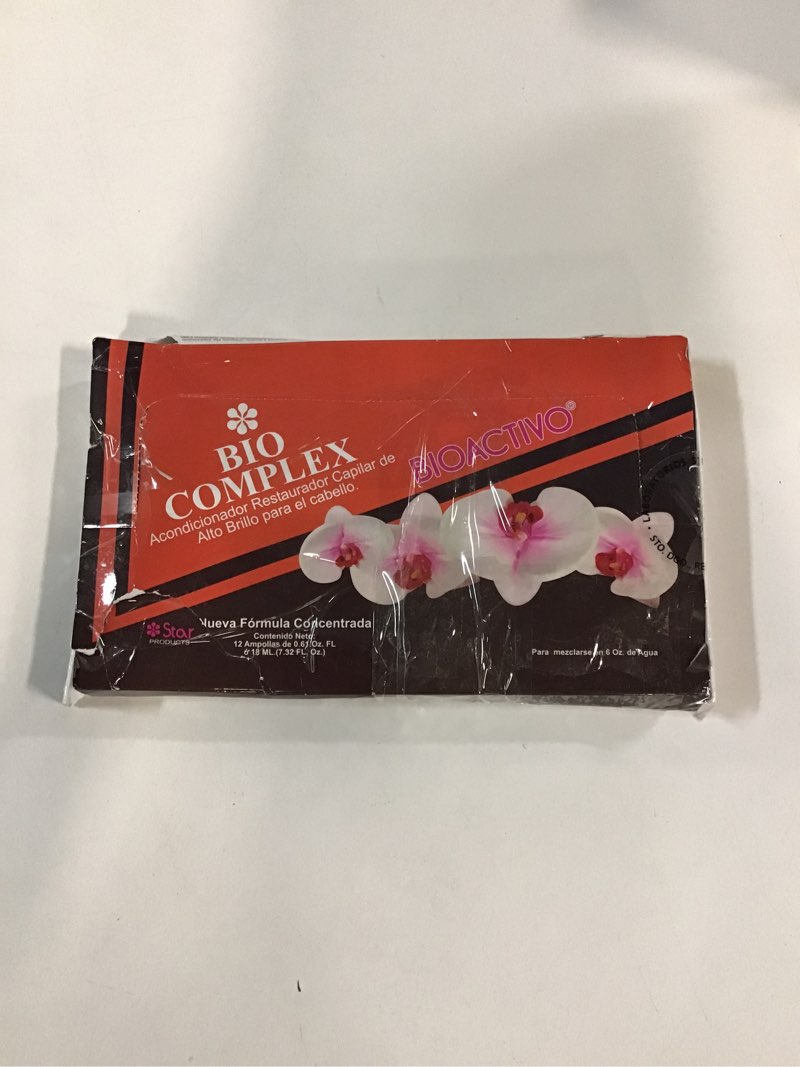 BIO
COMPLEX
Acondicionador Restaurador Capilar de
Alto Brillo para el cabello.
BIOACTIVO®
Star
PRODUCTS
Nueva Fórmula Concentrada
Contenido Neto:
12 Ampollas de 0.61 Oz. FL
ó 18 ML.(7.32 FL. Oz.)
Para mezclarse en 6 Oz. de Agua
STO. DGO.,